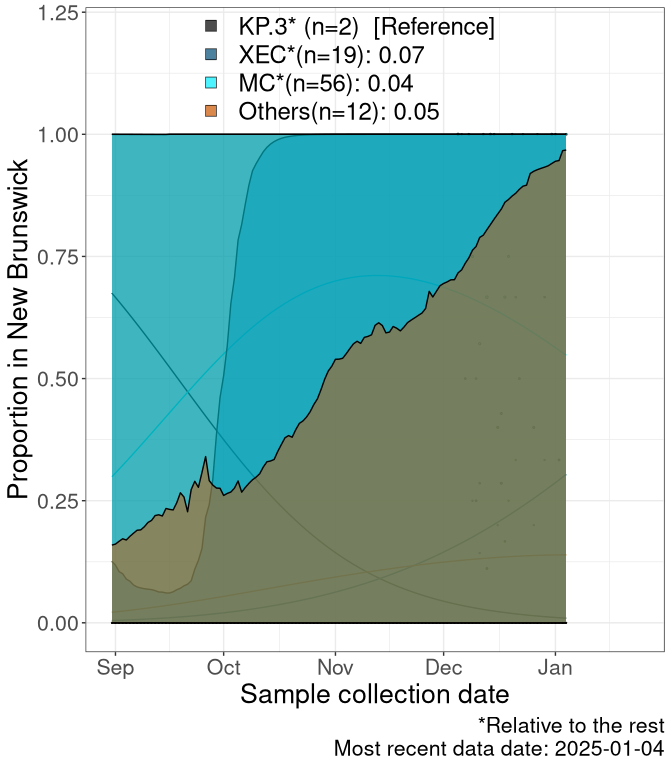 1.25
KP.3* (n=2) [Reference]
XEC*(n=19): 0.07
MC*(n=56): 0.04
Others(n=12): 0.05
1.00
0.75
0.50
0.25
0.00
Proportion in New Brunswick
Sep Oct Nov Dec Jan
Sample collection date
*Relative to the rest
Most recent data date: 2025-01-04